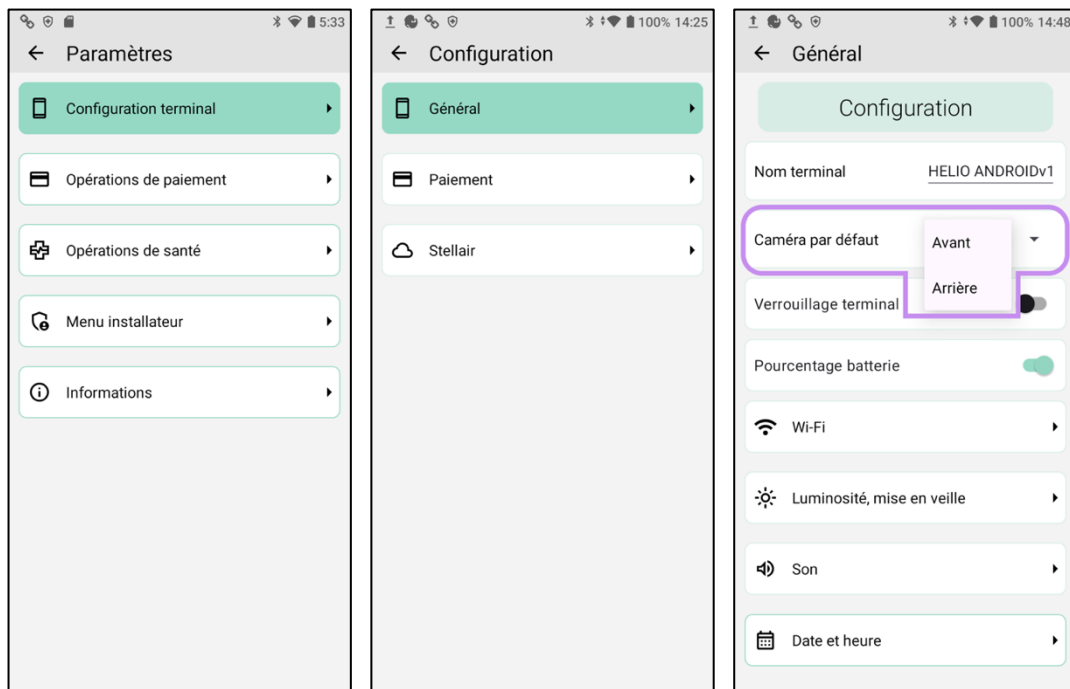 5:33
Paramètres
Configuration terminal
Opérations de paiement
Opérations de santé
Menu installateur
Informations
100% 14:25
Configuration
Général
Paiement
Stellair
100% 14:48
Général
Configuration
Nom terminal HELIO ANDROIDv1
Caméra par défaut
Avant
Arrière
Verrouillage terminal
Pourcentage batterie
Wi-Fi
Luminosité, mise en veille
Son
Date et heure